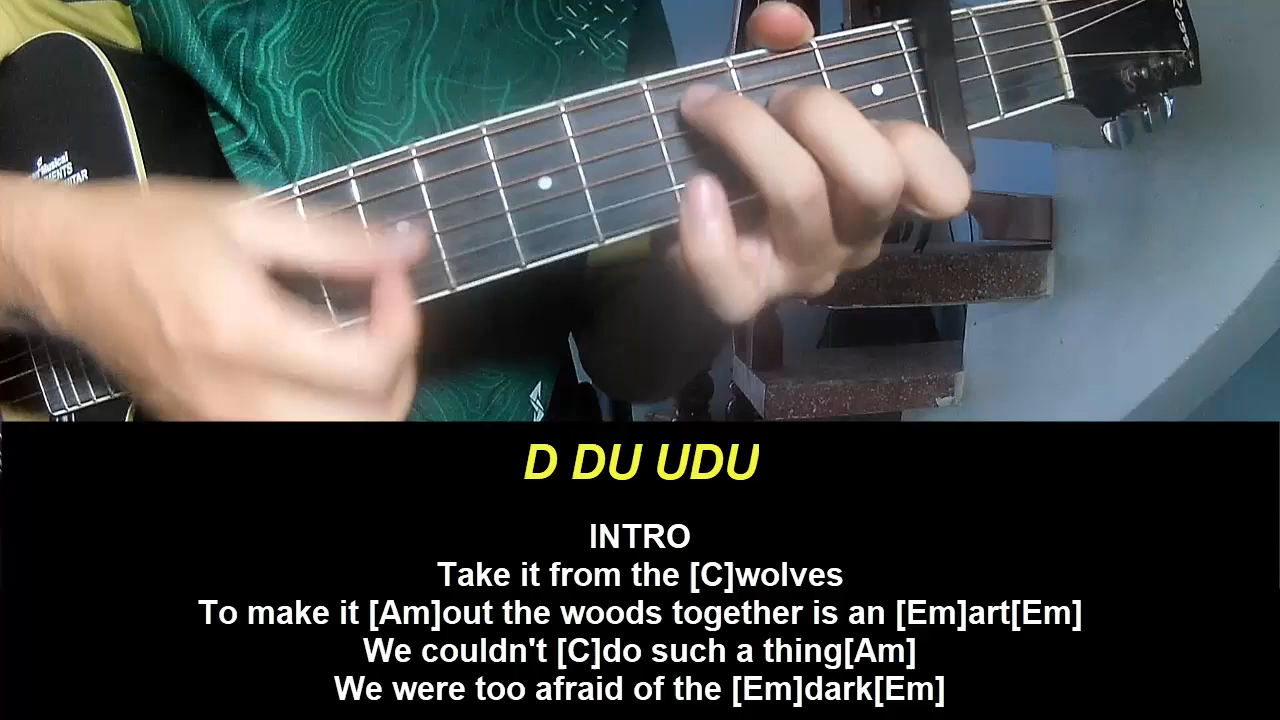 Musical
D DU UDU
INTRO
Take it from the [C]wolves
To make it [Am]out the woods together is an [Em]art[Em]
We couldn't [C]do such a thing[Am]
We were too afraid of the [Em]dark[Em]